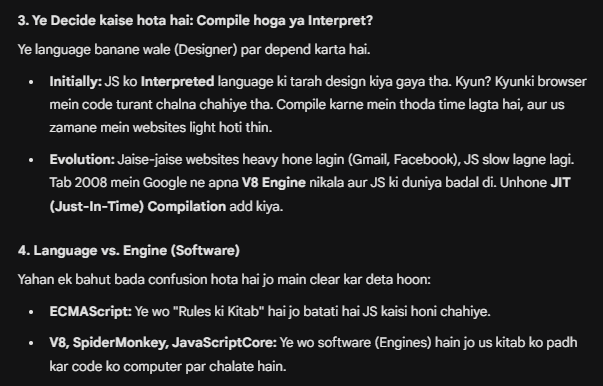 3. Ye Decide kaise hota hai: Compile hoga ya Interpret?
Ye language banane wale (Designer) par depend karta hai.
• Initially: JS ko Interpreted language ki tarah design kiya gaya tha. Kyun? Kyunki browser
mein code turant chalna chahiye tha. Compile karne mein thoda time lagta hai, aur us
zamane mein websites light hoti thin.
• Evolution: Jaise-jaise websites heavy hone lagin (Gmail, Facebook), JS slow lagne lagi.
Tab 2008 mein Google ne apna V8 Engine nikala aur JS ki duniya badal di. Unhone JIT
(Just-In-Time) Compilation add kiya.
4. Language vs. Engine (Software)
Yahan ek bahut bada confusion hota hai jo main clear kar deta hoon:
• ECMAScript: Ye wo "Rules ki Kitab" hai jo batati hai JS kaisi honi chahiye.
• V8, SpiderMonkey, JavaScriptCore: Ye wo software (Engines) hain jo us kitab ko padh
kar code ko computer par chalate hain.